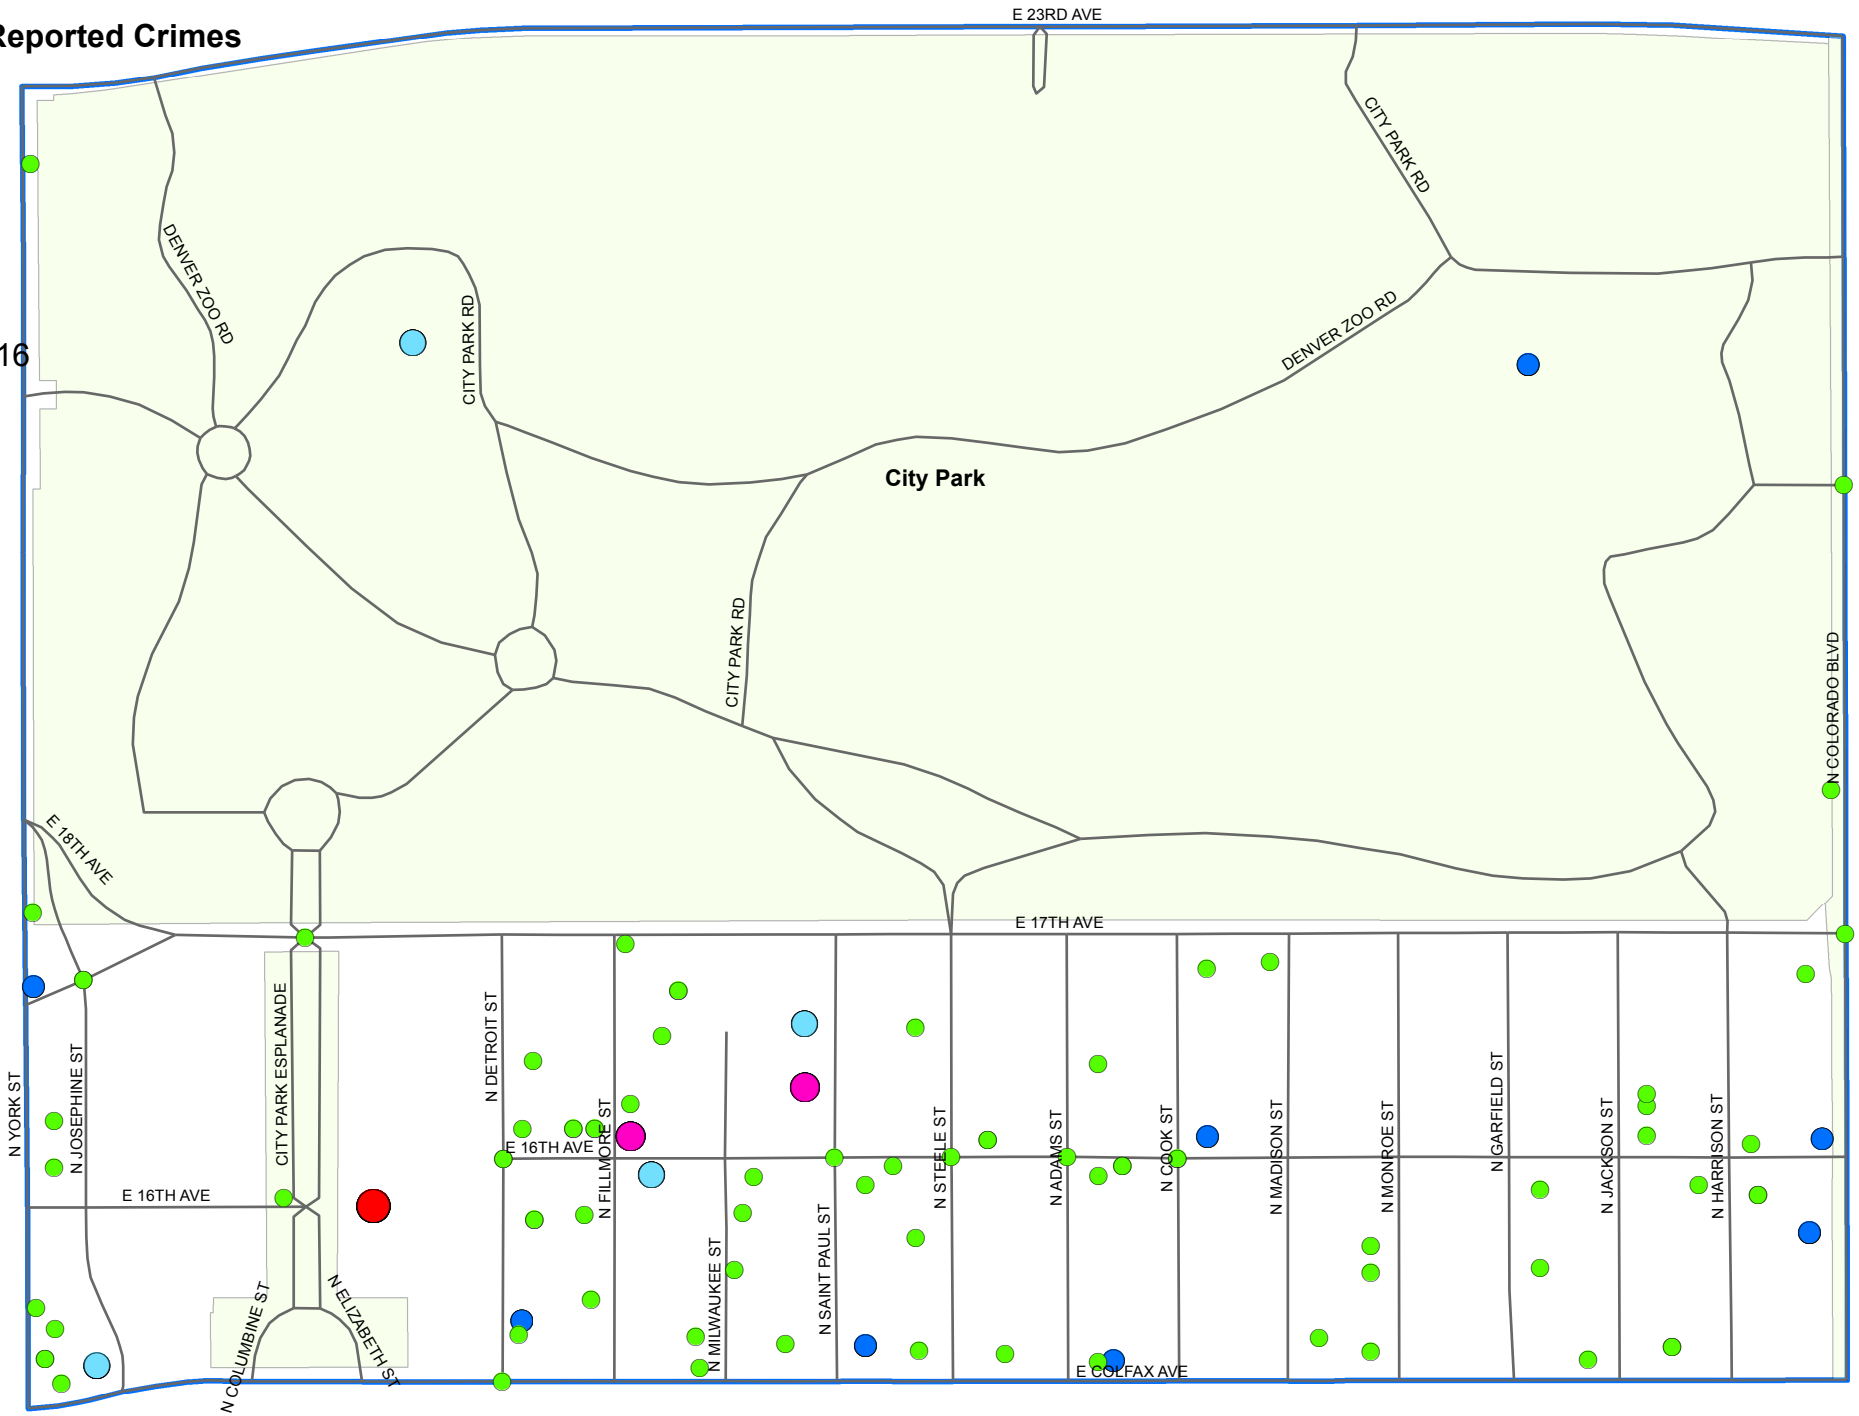 E 23RD AVE
Reported Crimes
CITY PARK RD
DENVER ZOO RD
CITY PARK RD
DENVER ZOO RD
16
City Park
CITY PARK RD
N COLORADO BLVD
E 18TH AVE
E 17TH AVE
N YORK ST
N JOSEPHINE ST
CITY PARK ESPLANADE
N DETROIT ST
N FILLMORE ST
E 16TH AVE
N STEELE ST
N ADAMS ST
N COOK ST
N MADISON ST
N MONROE ST
N GARFIELD ST
N JACKSON ST
N HARRISON ST
E 16TH AVE
N SAINT PAUL ST
N MILWAUKEE ST
N COLUMBINE ST
N ELIZABETH ST
E COLFAX AVE